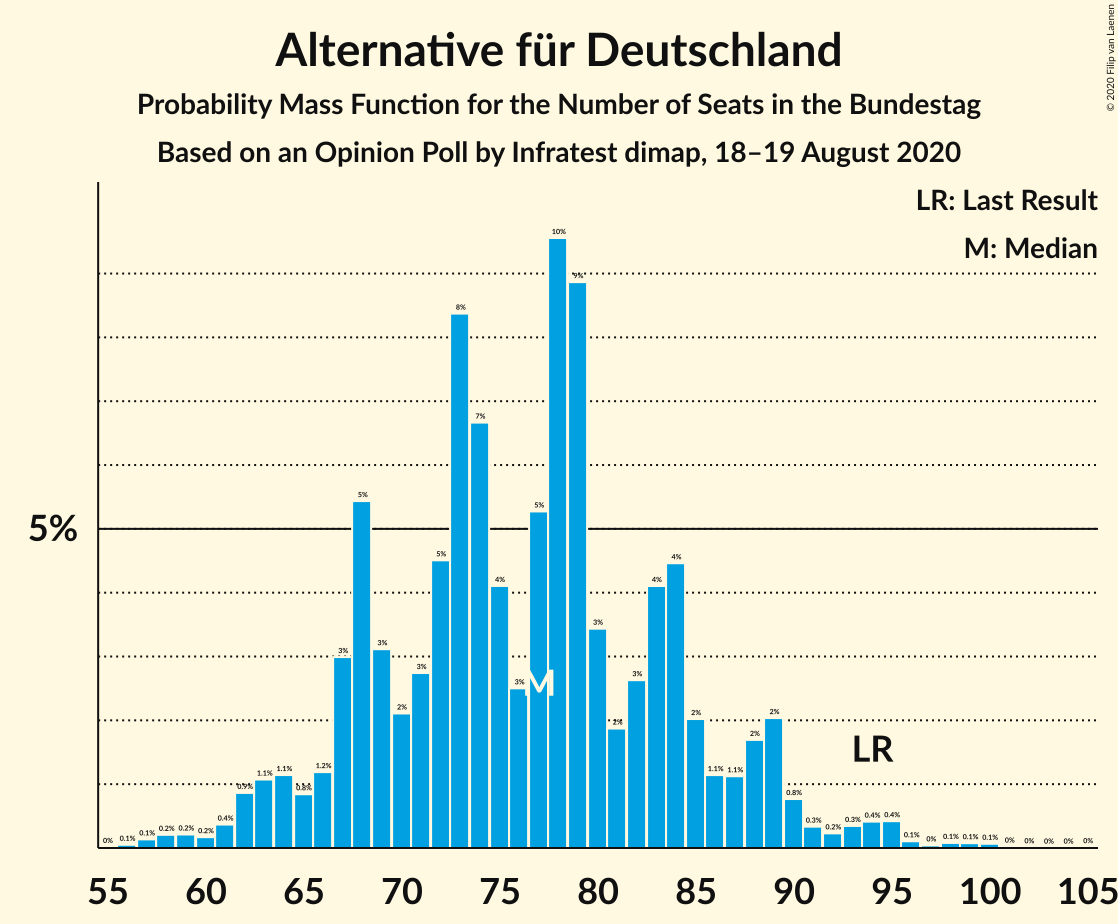 Alternative für Deutschland
Probability Mass Function for the Number of Seats in the Bundestag
Based on an Opinion Poll by Infratest dimap, 18–19 August 2020
© 2020 Filip van Laenen
LR: Last Result
M: Median
10%
9%
8%
7%
5%
5%
5%
5%
4%
4%
4%
3%
3%
3%
3%
3%
3%
M
2%
2%
2%
2%
2%
LR
0% 0.1% 0.1% 0.2% 0.2% 0.2% 0.4% 0.9% 1.1% 1.1% 0.8% 1.2%
1.1% 1.1%
0.8% 0.3% 0.2% 0.3% 0.4% 0.4% 0.1% 0% 0.1% 0.1% 0.1% 0% 0% 0% 0% 0%
55 60 65 70 75 80 85 90 95 100 105